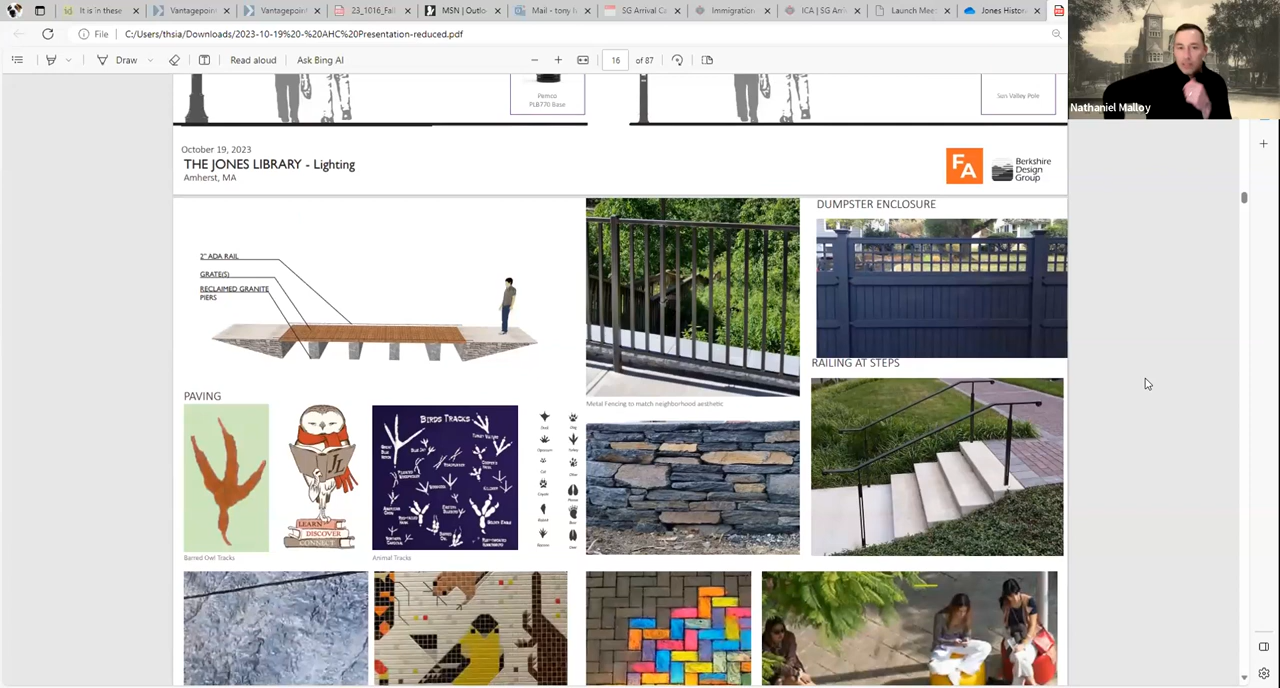 It is in these
Vantagepoin
Vantagepoin
23_1016_Fall
MSN | Outlo
Mail - tony h
SG Arrival C
Immigration
ICA | SG Arri
Launch Mee
Jones Histor
File
C:/Users/thsia/Downloads/2023-10-19%20-%20AHC%20Presentation-reduced.pdf
Draw
Read aloud
Ask Bing AI
16
of 87
Nathaniel Malloy
Pemco
PLB770 Base
Sun Valley Pole
October 19, 2023
THE JONES LIBRARY - Lighting
Amherst, MA
FA
Berkshire
Design
Group
DUMPSTER ENCLOSURE
2" ADA RAIL
GRATE(S)
RECLAIMED GRANITE
PIERS
RAILING AT STEPS
PAVING
Metal Fencing to match neighborhood aesthetic
BIRDS TRACKS
JL
LEARN
DISCOVER
CONNECT
Barred Owl Tracks
Animal Tracks